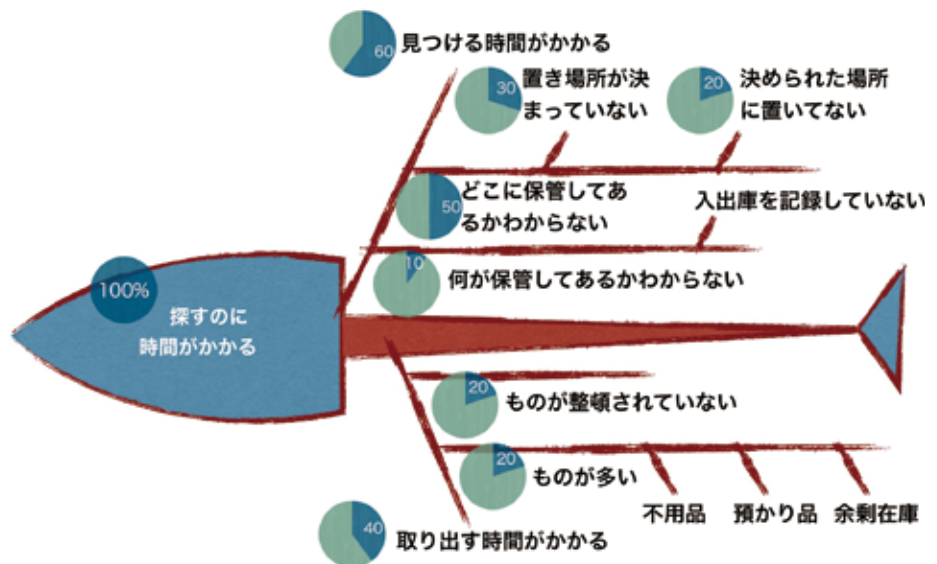 60
見つける時間がかかる
30
置き場所が決
まっていない
20
決められた場所
に置いてない
50
どこに保管してあ
るかわからない
入出庫を記録していない
10
何が保管してあるかわからない
100%
探すのに
時間がかかる
20
ものが整頓されていない
20
ものが多い
不用品
預かり品
余剰在庫
40
取り出す時間がかかる